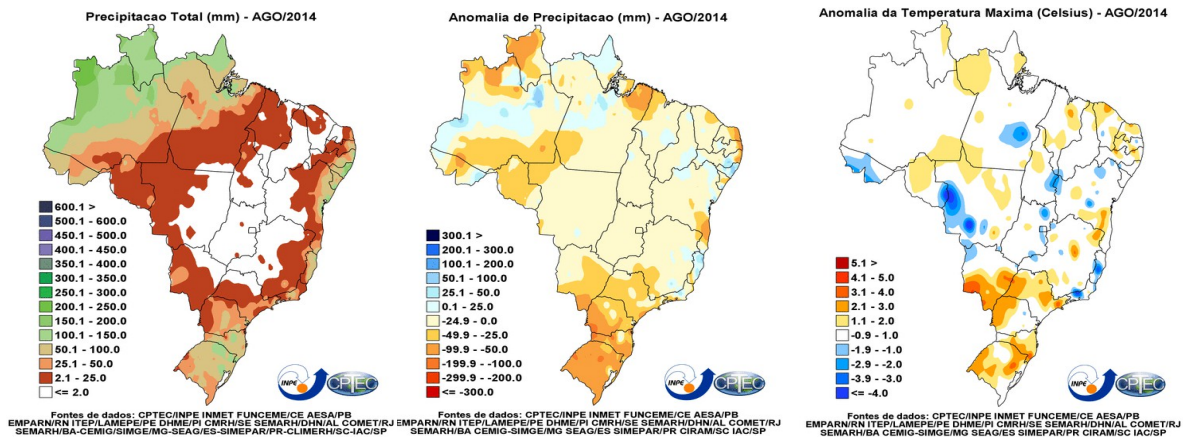 Precipitacao Total (mm) - AGO/2014
600.1 >
500.1 - 600.0
450.1 - 500.0
400.1 - 450.0
350.1 - 400.0
300.1 - 350.0
250.1 - 300.0
200.1 - 250.0
150.1 - 200.0
100.1 - 150.0
50.1 - 100.0
25.1 - 50.0
2.1 - 25.0
<= 2.0
INPE
CPTEC
Fontes de dados: CPTEC/INPE INMET FUNCEME/CE AESA/PB
EMPARN/RN ITEP/LAMEPE/PE DHME/PI CMRH/SE SEMARH/DHN/AL COMET/RJ
SEMARH/BA-CEMIG/SIMGE/MG-SEAG/ES-SIMEPAR/PR-CLIMERH/SC-IAC/SP
Anomalia de Precipitacao (mm) - AGO/2014
300.1 >
200.1 - 300.0
100.1 - 200.0
50.1 - 100.0
25.1 - 50.0
0.1 - 25.0
-24.9 - 0.0
-49.9 - -25.0
-99.9 - -50.0
-199.9 - -100.0
-299.9 - -200.0
<= -300.0
INPE
CPTEC
Fontes de dados: CPTEC/INPE INMET FUNCEME/CE AESA/PB
EMPARN/RN ITEP/LAMEPE/PE DHME/PI CMRH/SE SEMARH/DHN/AL COMET/RJ
SEMARH/BA CEMIG/SIMGE/MG SEAG/ES SIMEPAR/PR CIRAM/SC IAC/SP
Anomalia da Temperatura Maxima (Celsius) - AGO/2014
5.1 >
4.1 - 5.0
3.1 - 4.0
2.1 - 3.0
1.1 - 2.0
-0.9 - 1.0
-1.9 - -1.0
-2.9 - -2.0
-3.9 - -3.0
<= -4.0
INPE
CPTEC
Fontes de dados: CPTEC/INPE INMET FUNCEME/CE AESA/PB
EMPARN/RN ITEP/LAMEPE/PE DHME/PI CMRH/SE SEMARH/DHN/AL COMET/RJ
SEMARH/BA CEMIG/SIMGE/MG SEAG/ES SIMEPAR/PR CIRAM/SC IAC/SP